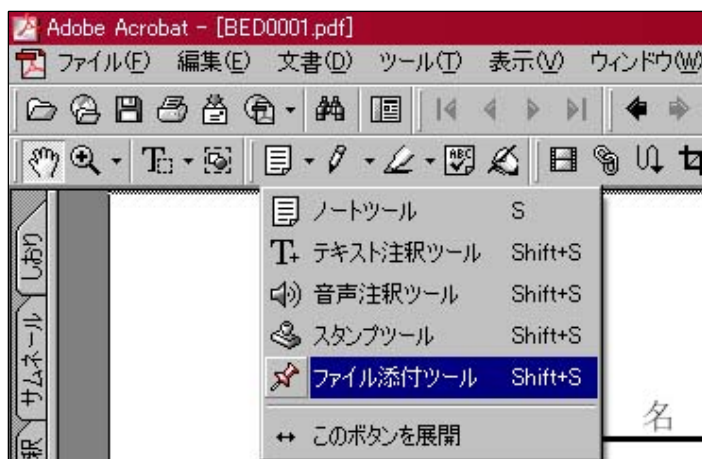 Adobe Acrobat - [BED0001.pdf]
ファイル(F) 編集(E) 文書(D) ツール(T) 表示(V) ウィンドウ(W)
ABC
ノートツール S
テキスト注釈ツール Shift+S
音声注釈ツール Shift+S
スタンプツール Shift+S
ファイル添付ツール Shift+S
このボタンを展開
しおり
サムネール
釈
名